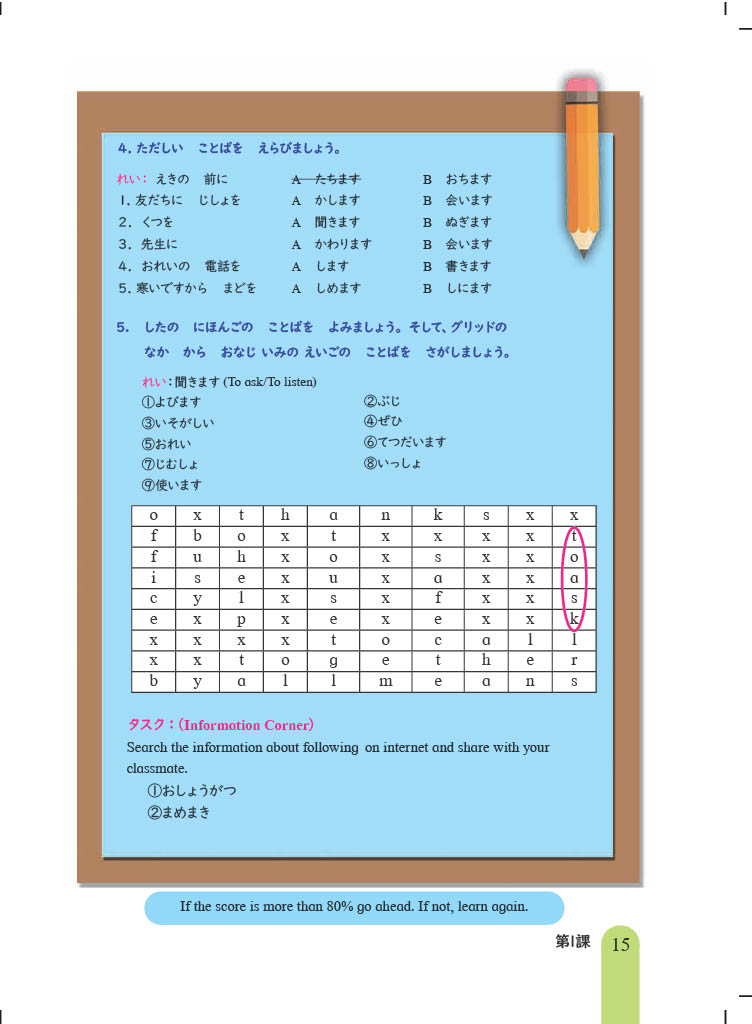 4. ただしい ことばを えらびましょう。
れい： えきの 前に A たちます B おちます
1. 友だちに じしょを A かします B 会います
2. くつを A 聞きます B ぬぎます
3. 先生に A かわります B 会います
4. おれいの 電話を A します B 書きます
5. 寒いですから まどを A しめます B しにます
5. したの にほんごの ことばを よみましょう。そして、グリッドの
なか から おなじ いみの えいごの ことばを さがしましょう。
れい：聞きます (To ask/To listen)
①よびます ②ぶじ
③いそがしい ④ぜひ
⑤おれい ⑥てつだいます
⑦じむしょ ⑧いっしょ
⑨使います
o x t h a n k s x x
f b o x t x x x x t
f u h x o x s x x o
i s e x u x a x x a
c y l x s x f x x s
e x p x e x e x x k
x x x x t o c a l l
x x t o g e t h e r
b y a l l m e a n s
タスク：（Information Corner）
Search the information about following on internet and share with your
classmate.
①おしょうがつ
②まめまき
If the score is more than 80% go ahead. If not, learn again.
第1課 15